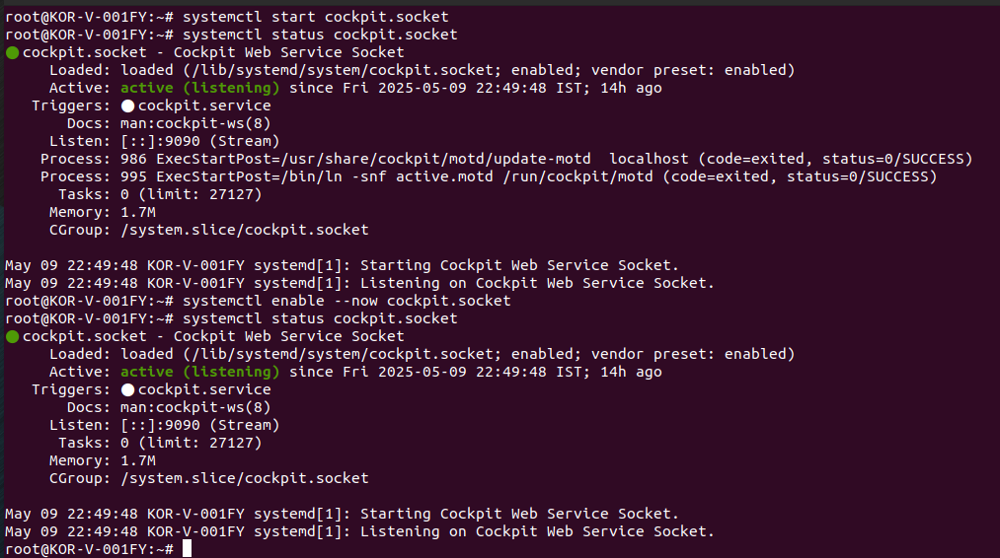 root@KOR-V-001FY:~# systemctl start cockpit.socket
root@KOR-V-001FY:~# systemctl status cockpit.socket
● cockpit.socket - Cockpit Web Service Socket
     Loaded: loaded (/lib/systemd/system/cockpit.socket; enabled; vendor preset: enabled)
     Active: active (listening) since Fri 2025-05-09 22:49:48 IST; 14h ago
   Triggers: ● cockpit.service
       Docs: man:cockpit-ws(8)
     Listen: [::]:9090 (Stream)
    Process: 986 ExecStartPost=/usr/share/cockpit/motd/update-motd  localhost (code=exited, status=0/SUCCESS)
    Process: 995 ExecStartPost=/bin/ln -snf active.motd /run/cockpit/motd (code=exited, status=0/SUCCESS)
      Tasks: 0 (limit: 27127)
     Memory: 1.7M
     CGroup: /system.slice/cockpit.socket

May 09 22:49:48 KOR-V-001FY systemd[1]: Starting Cockpit Web Service Socket.
May 09 22:49:48 KOR-V-001FY systemd[1]: Listening on Cockpit Web Service Socket.
root@KOR-V-001FY:~# systemctl enable --now cockpit.socket
root@KOR-V-001FY:~# systemctl status cockpit.socket
● cockpit.socket - Cockpit Web Service Socket
     Loaded: loaded (/lib/systemd/system/cockpit.socket; enabled; vendor preset: enabled)
     Active: active (listening) since Fri 2025-05-09 22:49:48 IST; 14h ago
   Triggers: ● cockpit.service
       Docs: man:cockpit-ws(8)
     Listen: [::]:9090 (Stream)
      Tasks: 0 (limit: 27127)
     Memory: 1.7M
     CGroup: /system.slice/cockpit.socket

May 09 22:49:48 KOR-V-001FY systemd[1]: Starting Cockpit Web Service Socket.
May 09 22:49:48 KOR-V-001FY systemd[1]: Listening on Cockpit Web Service Socket.
root@KOR-V-001FY:~#